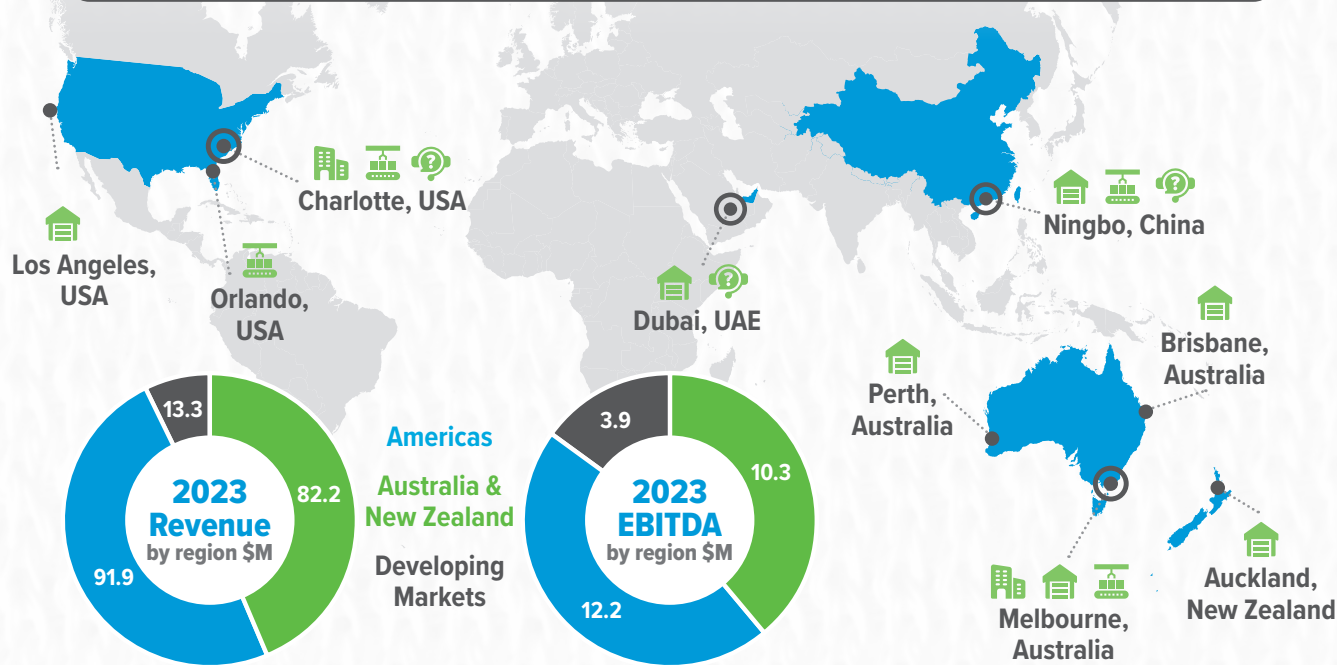 Charlotte, USA
Los Angeles,
USA
Orlando,
USA
Dubai, UAE
Ningbo, China
Brisbane,
Australia
Perth,
Australia
Melbourne,
Australia
Auckland,
New Zealand
13.3
82.2
91.9
2023
Revenue
by region $M
Americas
Australia &
New Zealand
Developing
Markets
3.9
10.3
12.2
2023
EBITDA
by region $M
?
?
?